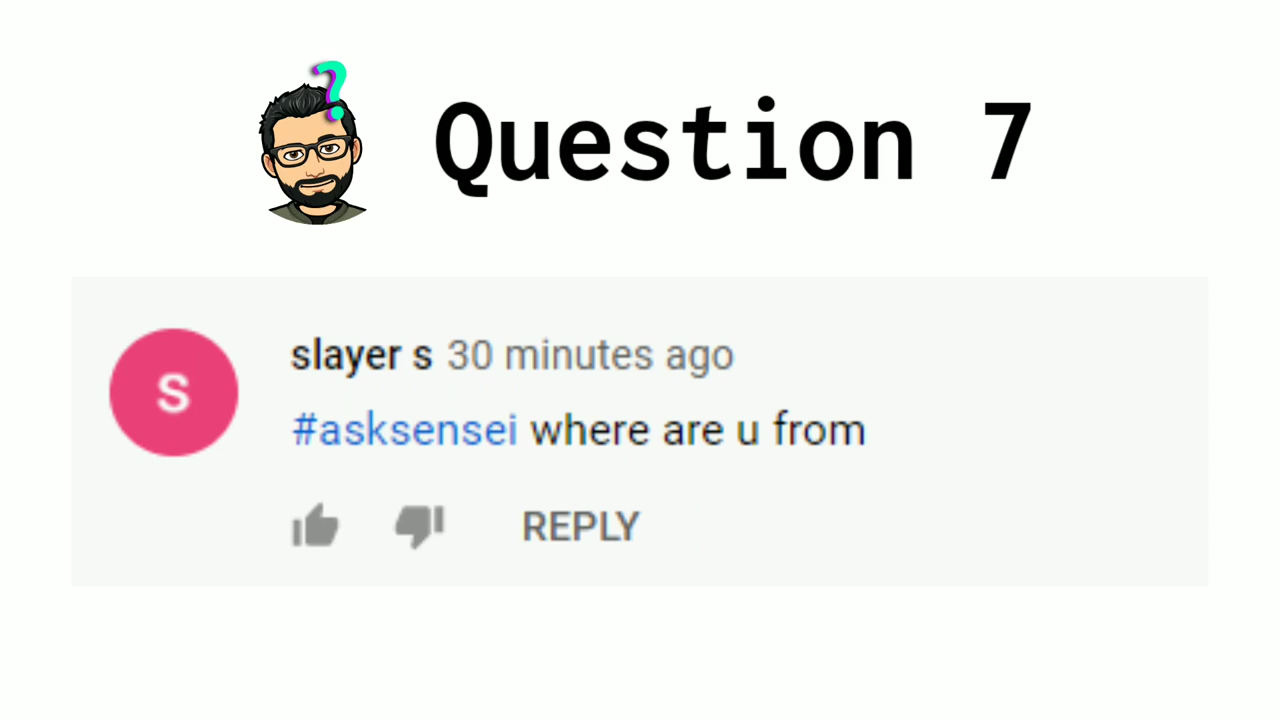 ?
Question 7
S
slayer s 30 minutes ago
#asksensei where are u from
REPLY